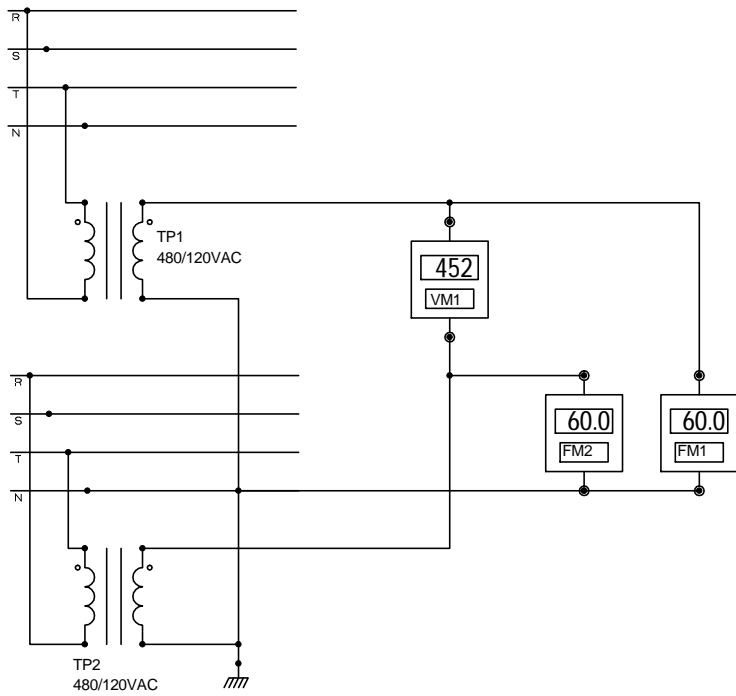 R
S
T
N
TP1
480/120VAC
452
VM1
R
S
T
N
60.0
FM2
60.0
FM1
TP2
480/120VAC